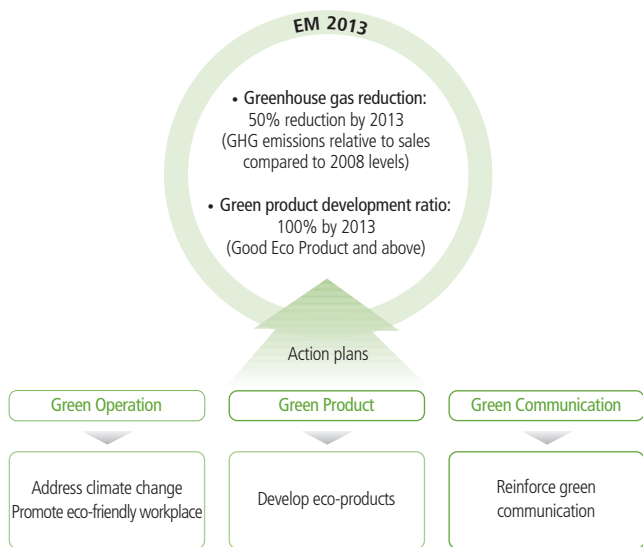 EM 2013
• Greenhouse gas reduction:
50% reduction by 2013
(GHG emissions relative to sales
compared to 2008 levels)
• Green product development ratio:
100% by 2013
(Good Eco Product and above)
Action plans
Green Operation
Green Product
Green Communication
Address climate change
Promote eco-friendly workplace
Develop eco-products
Reinforce green
communication